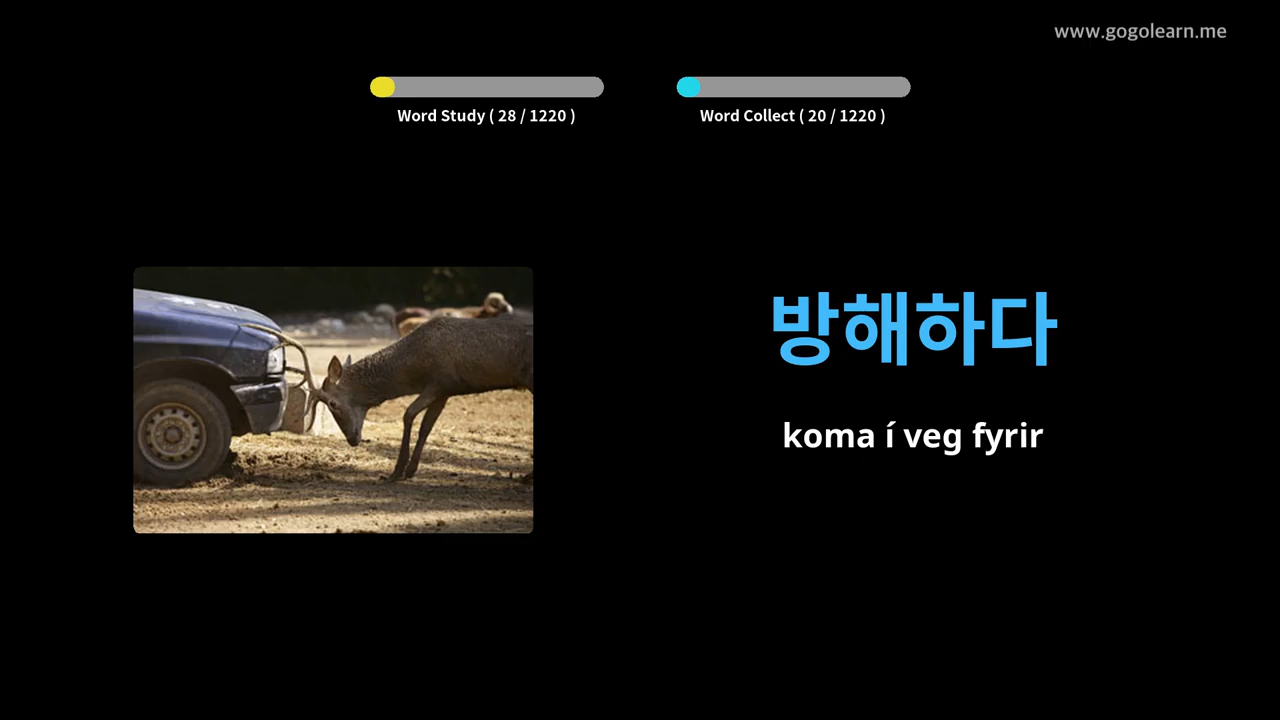 www.gogolearn.me
Word Study ( 28 / 1220 )
Word Collect ( 20 / 1220 )
방해하다
koma í veg fyrir